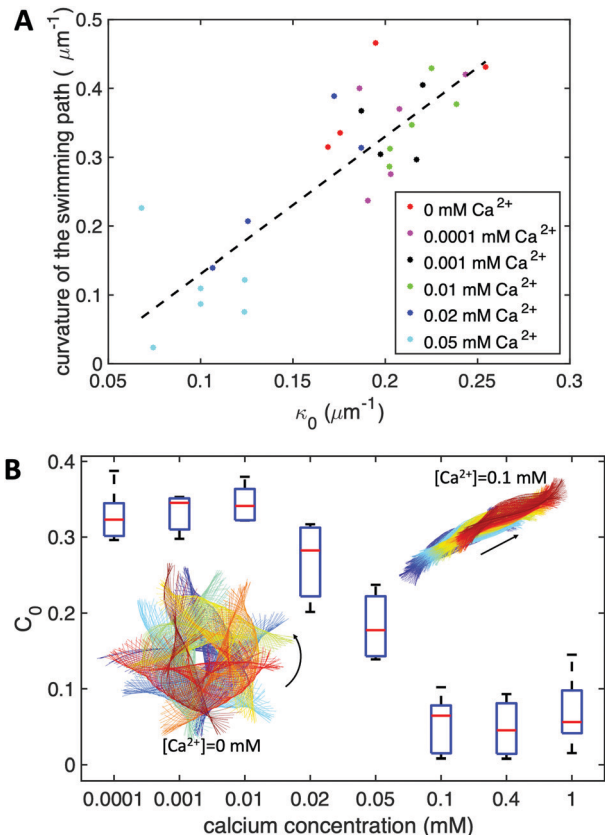 A
curvature of the swimming path ( μm⁻¹)
0.5
0.4
0.3
0.2
0.1
0
0 mM Ca²⁺
0.0001 mM Ca²⁺
0.001 mM Ca²⁺
0.01 mM Ca²⁺
0.02 mM Ca²⁺
0.05 mM Ca²⁺
0.05 0.1 0.15 0.2 0.25 0.3
κ₀ (μm⁻¹)
B
C₀
0.4
0.3
0.2
0.1
0
[Ca²⁺]=0.1 mM
[Ca²⁺]=0 mM
0.0001 0.001 0.01 0.02 0.05 0.1 0.4 1
calcium concentration (mM)